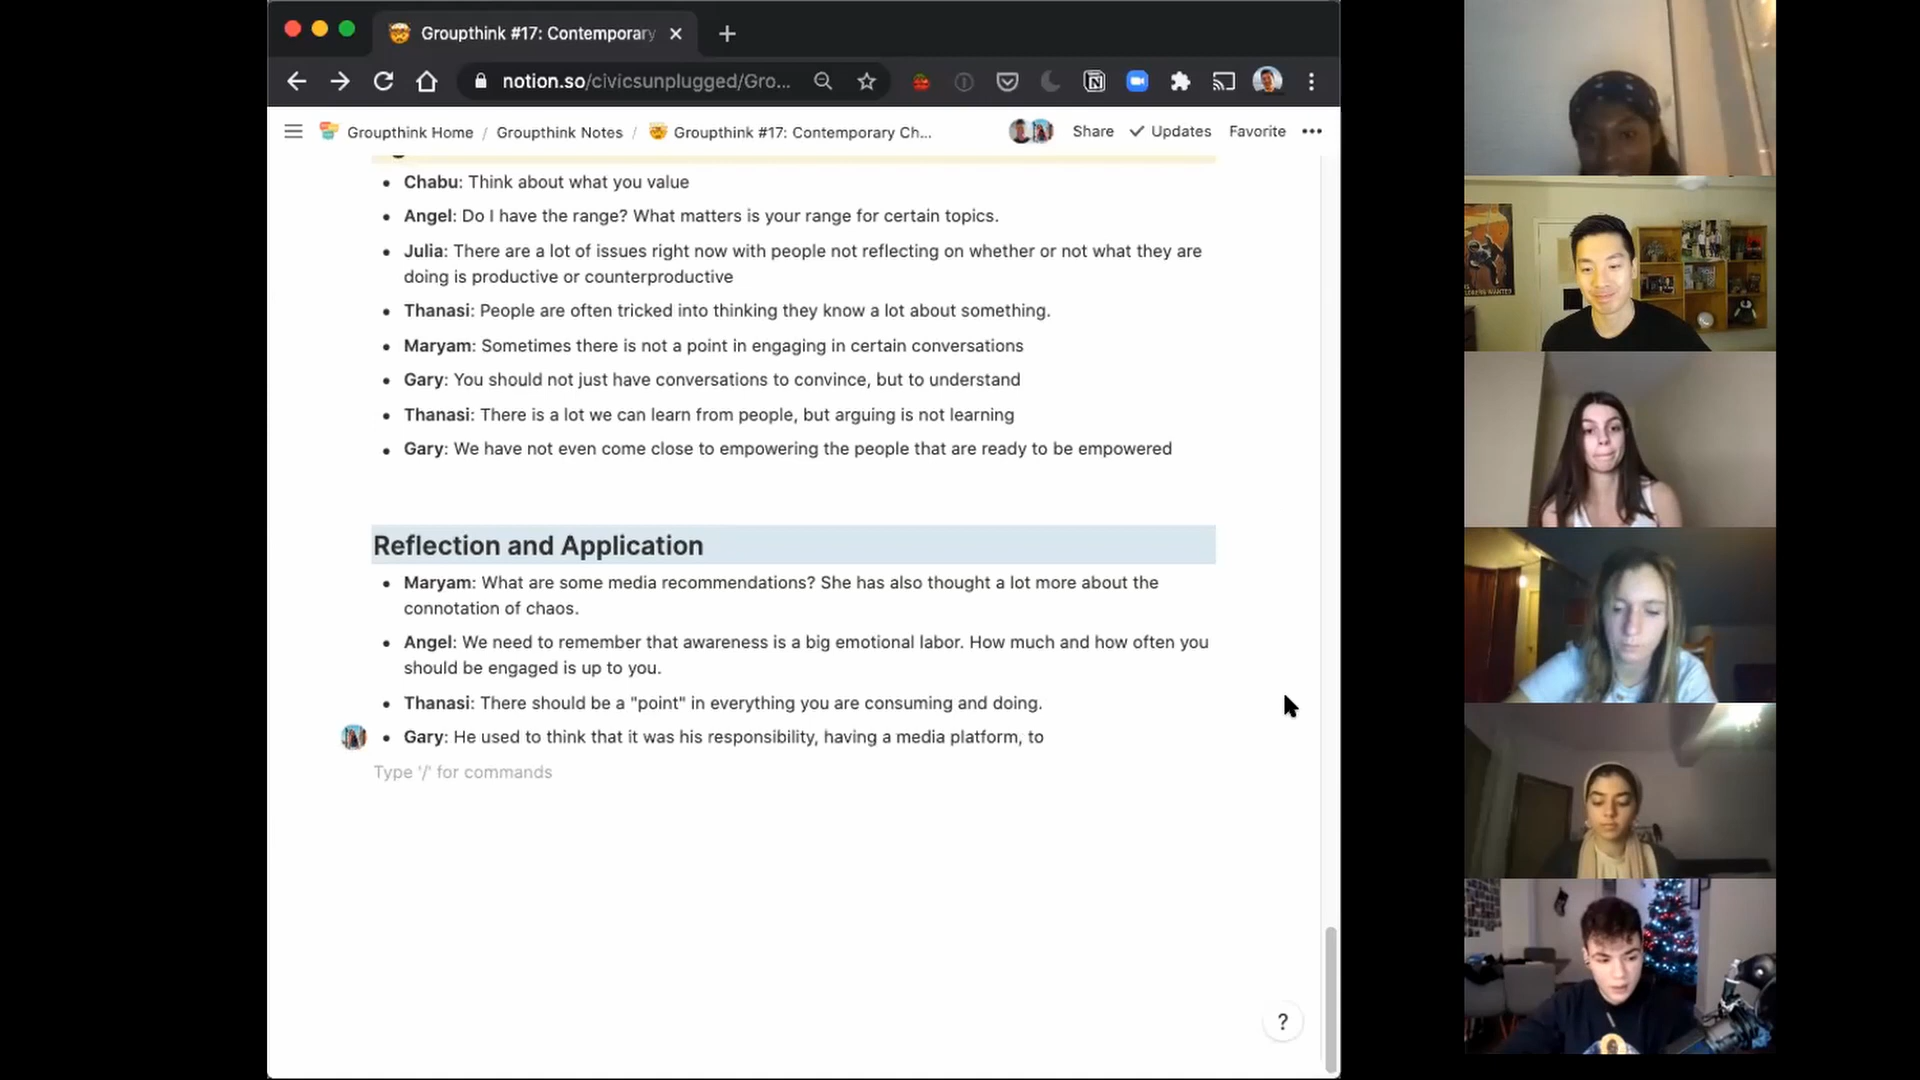 Groupthink #17: Contemporary
notion.so/civicsunplugged/Gro...
Groupthink Home / Groupthink Notes / Groupthink #17: Contemporary Ch...
Share Updates Favorite
Chabu: Think about what you value
Angel: Do I have the range? What matters is your range for certain topics.
Julia: There are a lot of issues right now with people not reflecting on whether or not what they are
doing is productive or counterproductive
Thanasi: People are often tricked into thinking they know a lot about something.
Maryam: Sometimes there is not a point in engaging in certain conversations
Gary: You should not just have conversations to convince, but to understand
Thanasi: There is a lot we can learn from people, but arguing is not learning
Gary: We have not even come close to empowering the people that are ready to be empowered
Reflection and Application
Maryam: What are some media recommendations? She has also thought a lot more about the
connotation of chaos.
Angel: We need to remember that awareness is a big emotional labor. How much and how often you
should be engaged is up to you.
Thanasi: There should be a "point" in everything you are consuming and doing.
Gary: He used to think that it was his responsibility, having a media platform, to
Type '/' for commands
?